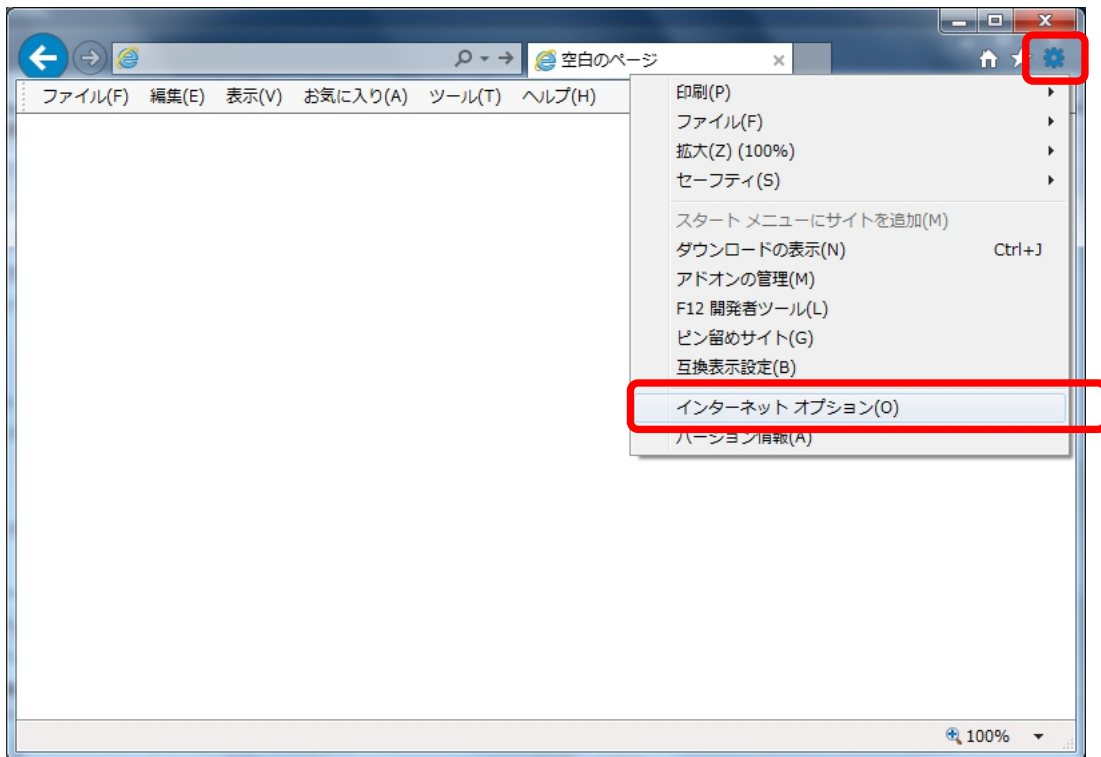 空白のページ
ファイル(F) 編集(E) 表示(V) お気に入り(A) ツール(T) ヘルプ(H)
印刷(P)
ファイル(F)
拡大(Z) (100%)
セーフティ(S)
スタート メニューにサイトを追加(M)
ダウンロードの表示(N) Ctrl+J
アドオンの管理(M)
F12 開発者ツール(L)
ピン留めサイト(G)
互換表示設定(B)
インターネット オプション(O)
バージョン情報(A)
100%